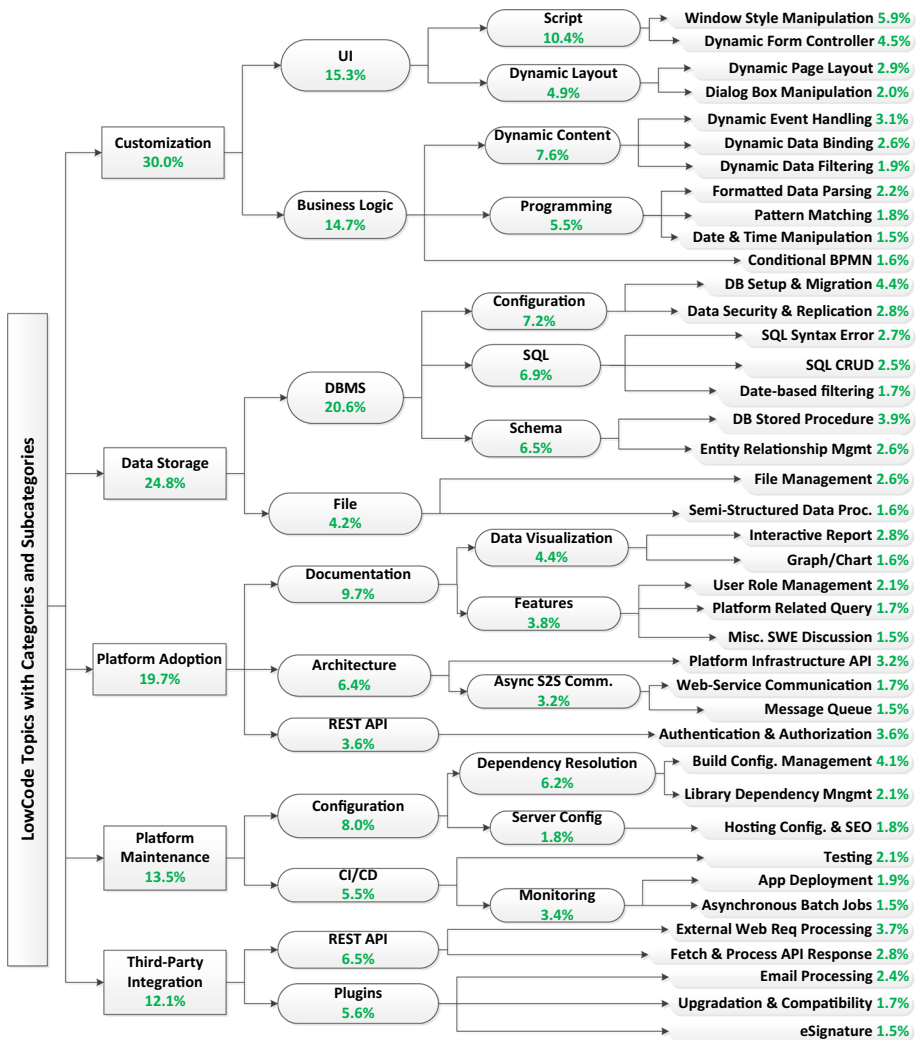 LowCode Topics with Categories and Subcategories
Customization
30.0%
UI
15.3%
Script
10.4%
Window Style Manipulation 5.9%
Dynamic Form Controller 4.5%
Dynamic Layout
4.9%
Dynamic Page Layout 2.9%
Dialog Box Manipulation 2.0%
Business Logic
14.7%
Dynamic Content
7.6%
Dynamic Event Handling 3.1%
Dynamic Data Binding 2.6%
Dynamic Data Filtering 1.9%
Programming
5.5%
Formatted Data Parsing 2.2%
Pattern Matching 1.8%
Date & Time Manipulation 1.5%
Conditional BPMN 1.6%
Data Storage
24.8%
DBMS
20.6%
Configuration
7.2%
DB Setup & Migration 4.4%
Data Security & Replication 2.8%
SQL
6.9%
SQL Syntax Error 2.7%
SQL CRUD 2.5%
Date-based filtering 1.7%
Schema
6.5%
DB Stored Procedure 3.9%
Entity Relationship Mgmt 2.6%
File
4.2%
File Management 2.6%
Semi-Structured Data Proc. 1.6%
Platform Adoption
19.7%
Documentation
9.7%
Data Visualization
4.4%
Interactive Report 2.8%
Graph/Chart 1.6%
Features
3.8%
User Role Management 2.1%
Platform Related Query 1.7%
Misc. SWE Discussion 1.5%
Architecture
6.4%
Platform Infrastructure API 3.2%
Async S2S Comm.
3.2%
Web-Service Communication 1.7%
Message Queue 1.5%
REST API
3.6%
Authentication & Authorization 3.6%
Platform
Maintenance
13.5%
Configuration
8.0%
Dependency Resolution
6.2%
Build Config. Management 4.1%
Library Dependency Mngmt 2.1%
Server Config
1.8%
Hosting Config. & SEO 1.8%
CI/CD
5.5%
Testing 2.1%
Monitoring
3.4%
App Deployment 1.9%
Asynchronous Batch Jobs 1.5%
Third-Party
Integration
12.1%
REST API
6.5%
External Web Req Processing 3.7%
Fetch & Process API Response 2.8%
Plugins
5.6%
Email Processing 2.4%
Upgradation & Compatibility 1.7%
eSignature 1.5%